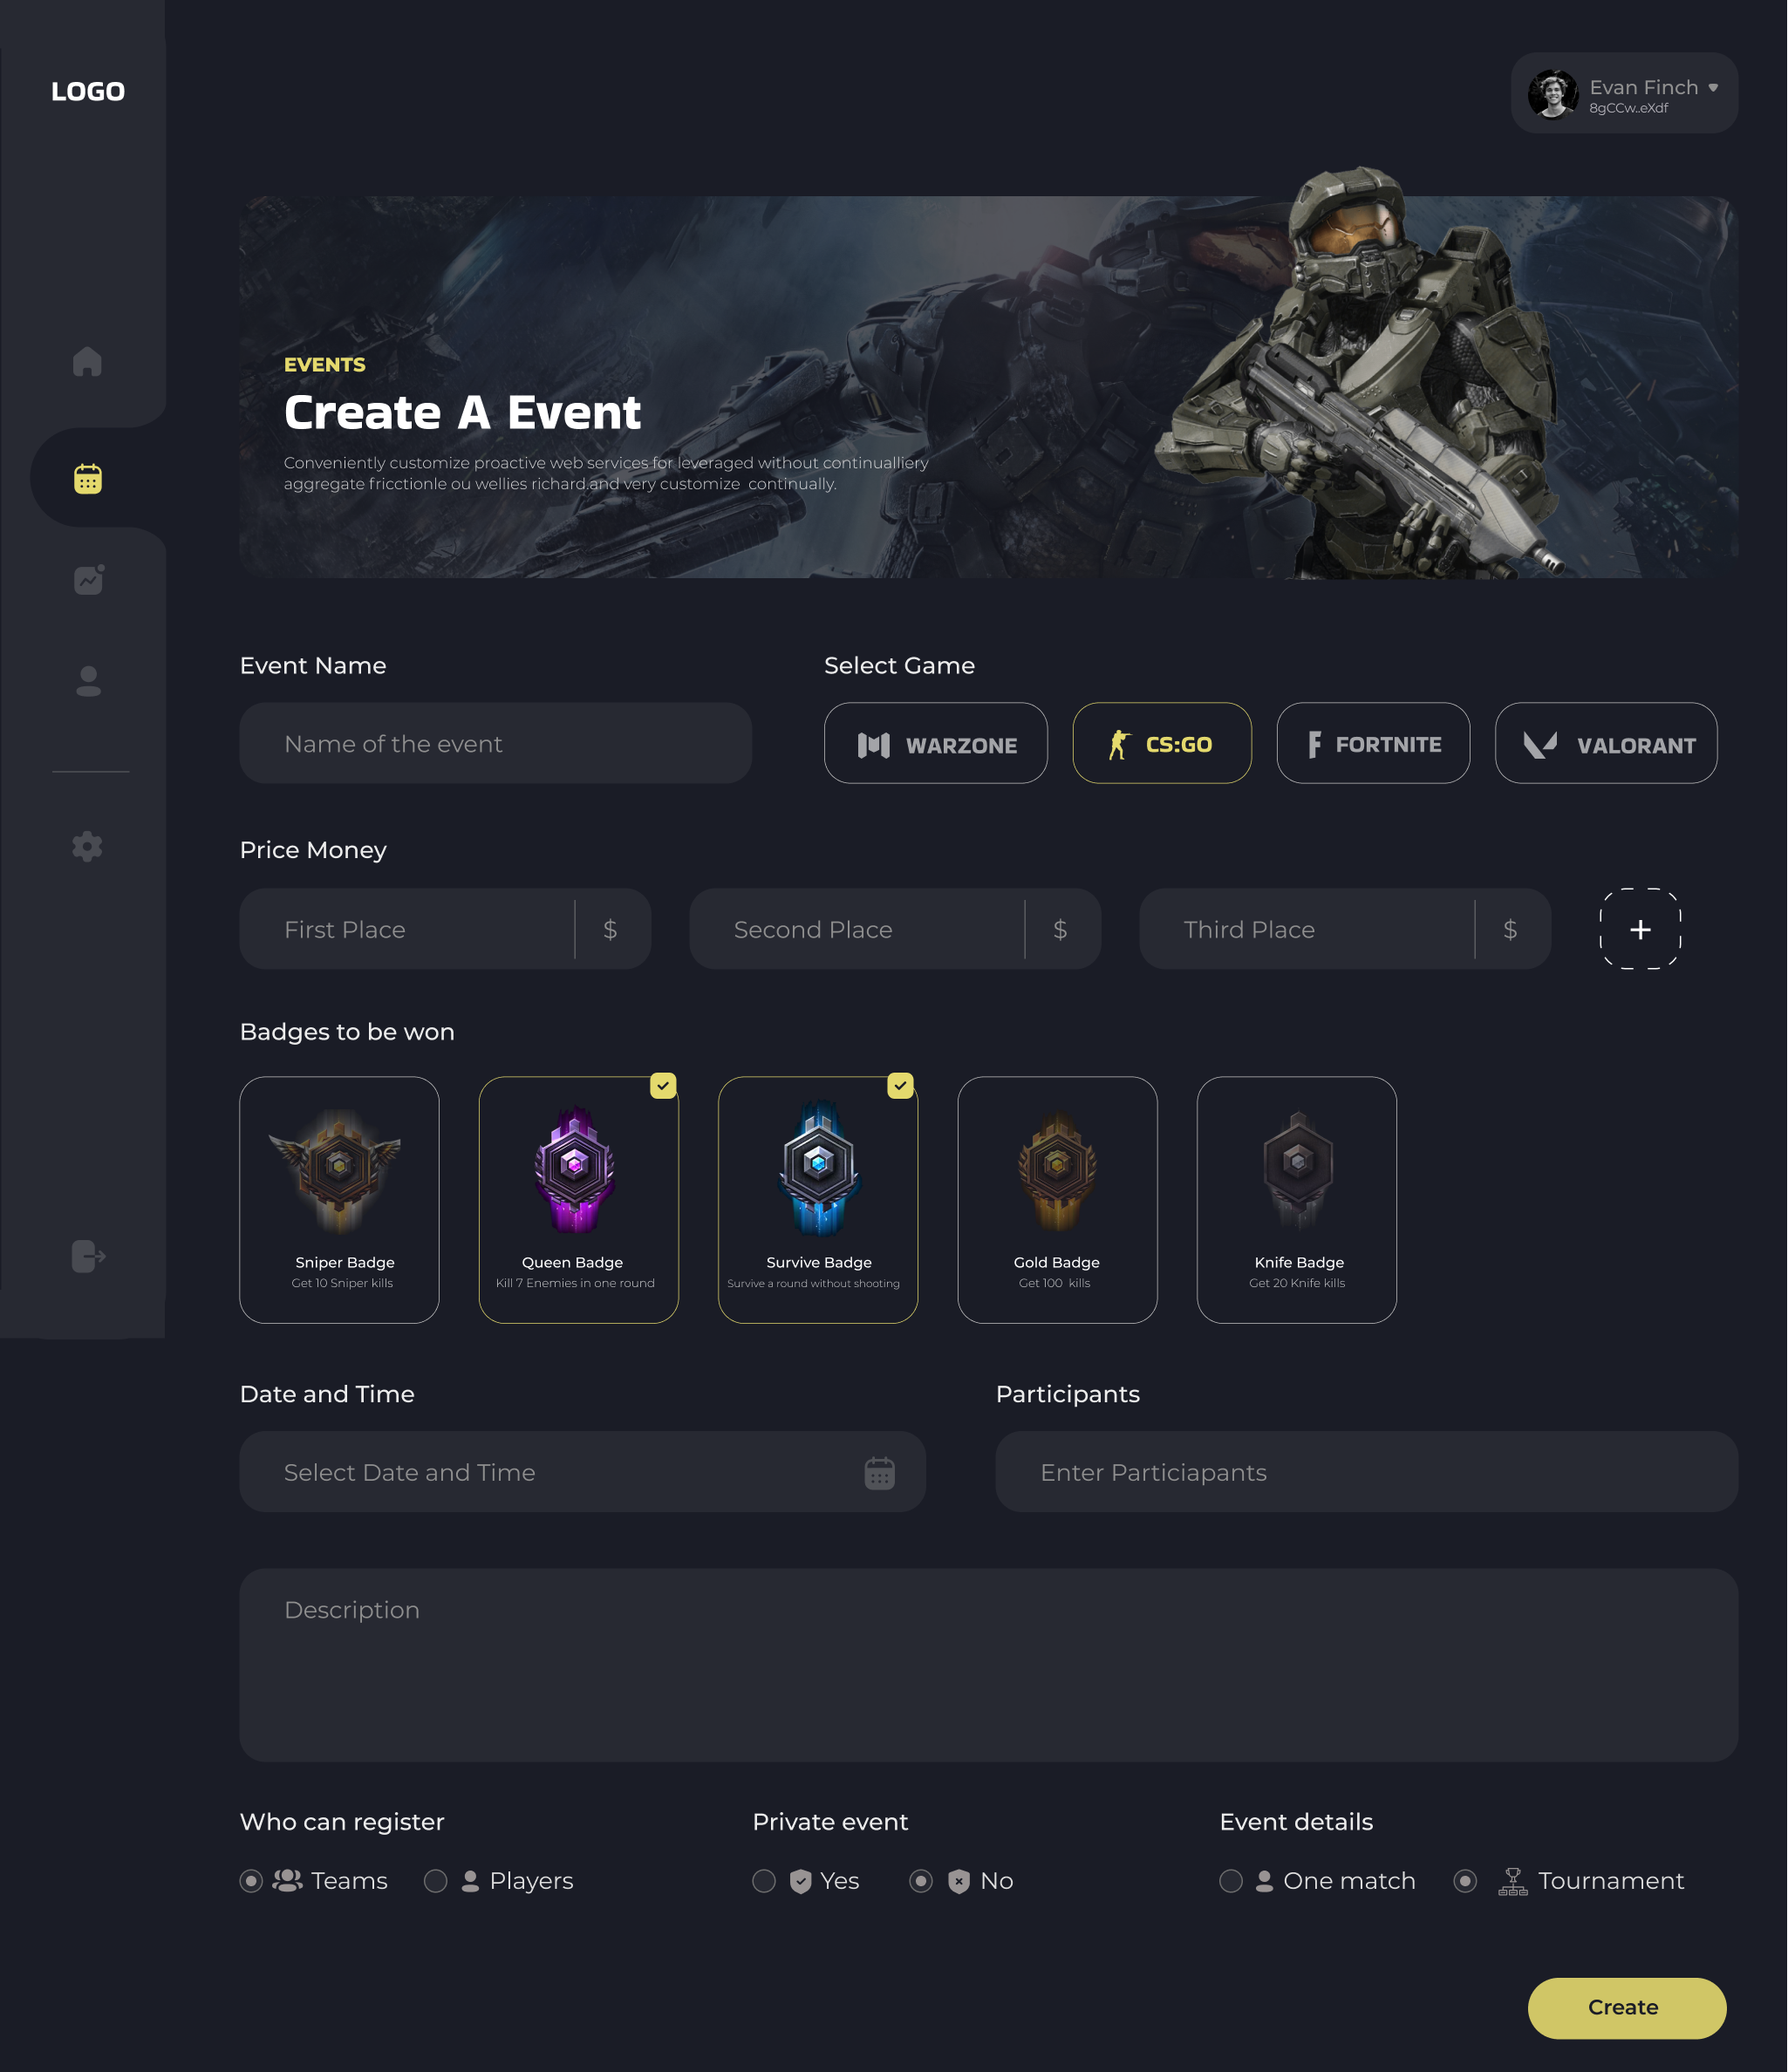 LOGO
Evan Finch
8gCCw..eXdf
EVENTS
Create A Event
Conveniently customize proactive web services for leveraged without continualliery
aggregate fricctionle ou wellies richard.and very customize  continually.
Event Name
Select Game
Name of the event
WARZONE
CS:GO
FORTNITE
VALORANT
Price Money
First Place
$
Second Place
$
Third Place
$
+
Badges to be won
Sniper Badge
Get 10 Sniper kills
Queen Badge
Kill 7 Enemies in one round
Survive Badge
Survive a round without shooting
Gold Badge
Get 100  kills
Knife Badge
Get 20 Knife kills
Date and Time
Participants
Select Date and Time
Enter Particiapants
Description
Who can register
Private event
Event details
Teams
Players
Yes
No
One match
Tournament
Create